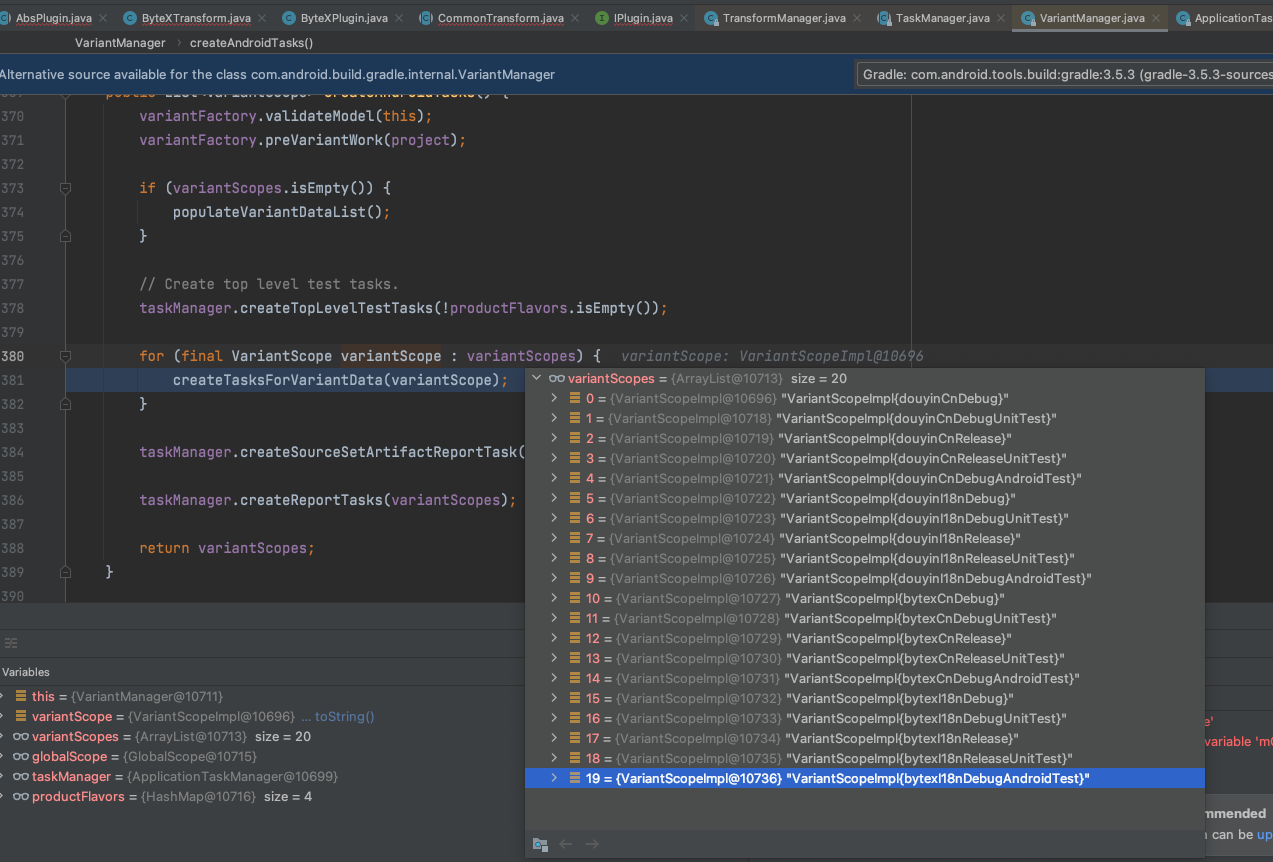 AbsPlugin.java ByteXTransform.java ByteXPlugin.java CommonTransform.java IPlugin.java TransformManager.java TaskManager.java VariantManager.java ApplicationTas
VariantManager createAndroidTasks()
Alternative source available for the class com.android.build.gradle.internal.VariantManager Gradle: com.android.tools.build:gradle:3.5.3 (gradle-3.5.3-sources
370 variantFactory.validateModel(this);
371 variantFactory.preVariantWork(project);
372
373 if (variantScopes.isEmpty()) {
374 populateVariantDataList();
375 }
376
377 // Create top level test tasks.
378 taskManager.createTopLevelTestTasks(!productFlavors.isEmpty());
379
380 for (final VariantScope variantScope : variantScopes) { variantScope: VariantScopeImpl@10696
381 createTasksForVariantData(variantScope);
382 }
383
384 taskManager.createSourceSetArtifactReportTask(
385
386 taskManager.createReportTasks(variantScopes);
387
388 return variantScopes;
389 }
390
variantScopes = {ArrayList@10713} size = 20
0 = {VariantScopeImpl@10696} "VariantScopeImpl{douyinCnDebug}"
1 = {VariantScopeImpl@10718} "VariantScopeImpl{douyinCnDebugUnitTest}"
2 = {VariantScopeImpl@10719} "VariantScopeImpl{douyinCnRelease}"
3 = {VariantScopeImpl@10720} "VariantScopeImpl{douyinCnReleaseUnitTest}"
4 = {VariantScopeImpl@10721} "VariantScopeImpl{douyinCnDebugAndroidTest}"
5 = {VariantScopeImpl@10722} "VariantScopeImpl{douyinI18nDebug}"
6 = {VariantScopeImpl@10723} "VariantScopeImpl{douyinI18nDebugUnitTest}"
7 = {VariantScopeImpl@10724} "VariantScopeImpl{douyinI18nRelease}"
8 = {VariantScopeImpl@10725} "VariantScopeImpl{douyinI18nReleaseUnitTest}"
9 = {VariantScopeImpl@10726} "VariantScopeImpl{douyinI18nDebugAndroidTest}"
10 = {VariantScopeImpl@10727} "VariantScopeImpl{bytexCnDebug}"
11 = {VariantScopeImpl@10728} "VariantScopeImpl{bytexCnDebugUnitTest}"
12 = {VariantScopeImpl@10729} "VariantScopeImpl{bytexCnRelease}"
13 = {VariantScopeImpl@10730} "VariantScopeImpl{bytexCnReleaseUnitTest}"
14 = {VariantScopeImpl@10731} "VariantScopeImpl{bytexCnDebugAndroidTest}"
15 = {VariantScopeImpl@10732} "VariantScopeImpl{bytexI18nDebug}"
16 = {VariantScopeImpl@10733} "VariantScopeImpl{bytexI18nDebugUnitTest}"
17 = {VariantScopeImpl@10734} "VariantScopeImpl{bytexI18nRelease}"
18 = {VariantScopeImpl@10735} "VariantScopeImpl{bytexI18nReleaseUnitTest}"
19 = {VariantScopeImpl@10736} "VariantScopeImpl{bytexI18nDebugAndroidTest}"
Variables
this = {VariantManager@10711}
variantScope = {VariantScopeImpl@10696} ... toString()
variantScopes = {ArrayList@10713} size = 20
globalScope = {GlobalScope@10715}
taskManager = {ApplicationTaskManager@10699}
productFlavors = {HashMap@10716} size = 4
e'
variable 'm
mmended
can be up